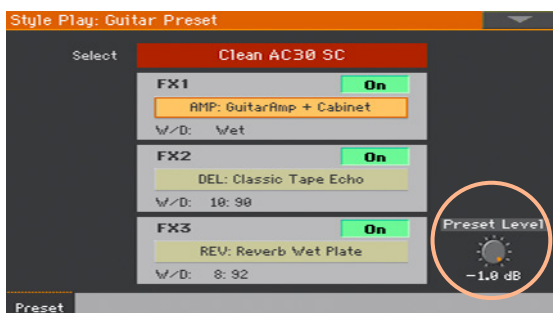 Style Play: Guitar Preset
Select Clean AC30 SC
FX1 On
AMP: GuitarAmp + Cabinet
W/D: Wet
FX2 On
DEL: Classic Tape Echo
W/D: 10:90
FX3 On
REV: Reverb Wet Plate
W/D: 8:92
Preset Level
-1.0 dB
Preset